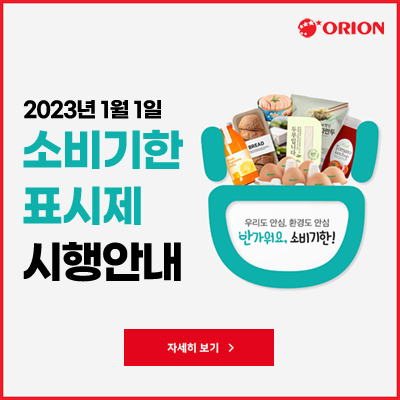 ORION
2023년 1월 1일
소비기한
표시제
시행안내
BREAD
우리도 안심, 환경도 안심
반가워요, 소비기한!
자세히 보기 >